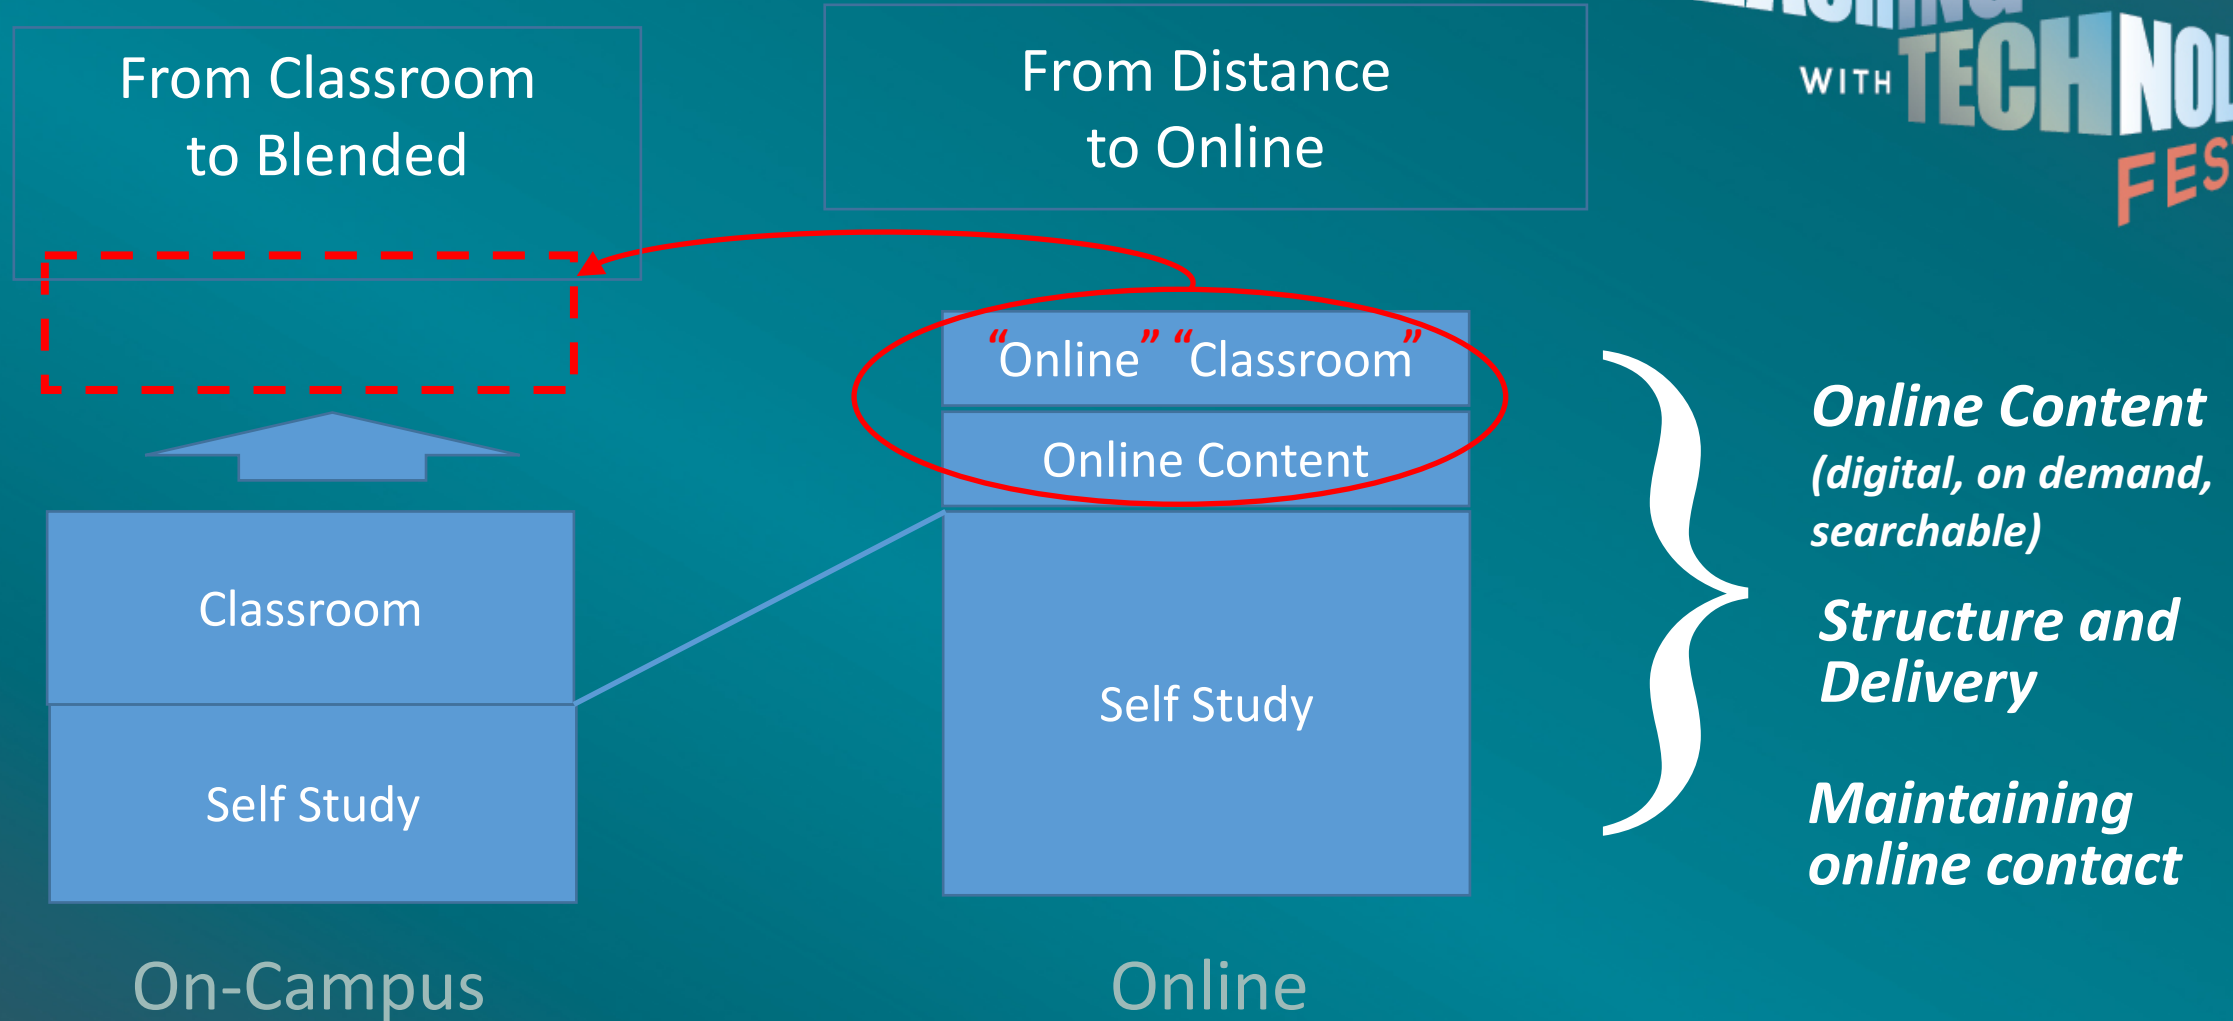 From Classroom
to Blended
From Distance
to Online
WITH
“Online” “Classroom”
Online Content
Classroom
Self Study
Self Study
Online Content
(digital, on demand,
searchable)
Structure and
Delivery
Maintaining
online contact
On-Campus
Online